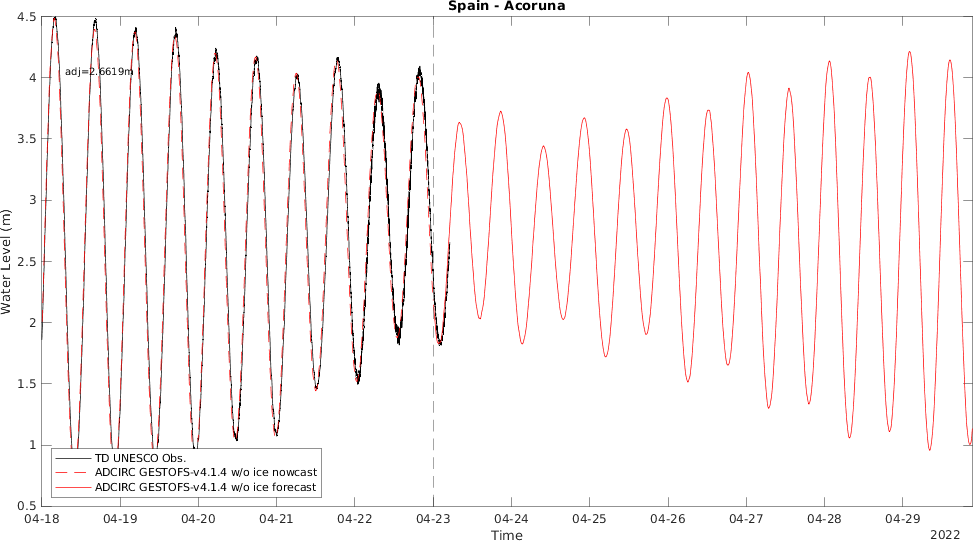 Spain - Acoruna
4.5
adj=2.6619m
4
3.5
3
2.5
2
1.5
1
0.5
Water Level (m)
TD UNESCO Obs.
ADCIRC GESTOFS-v4.1.4 w/o ice nowcast
ADCIRC GESTOFS-v4.1.4 w/o ice forecast
04-18 04-19 04-20 04-21 04-22 04-23 04-24 04-25 04-26 04-27 04-28 04-29
Time
2022